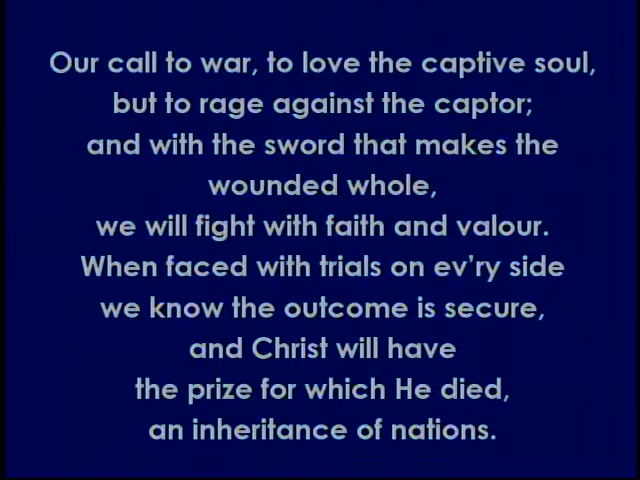 Our call to war, to love the captive soul,
but to rage against the captor;
and with the sword that makes the
wounded whole,
we will fight with faith and valour.
When faced with trials on ev'ry side
we know the outcome is secure,
and Christ will have
the prize for which He died,
an inheritance of nations.